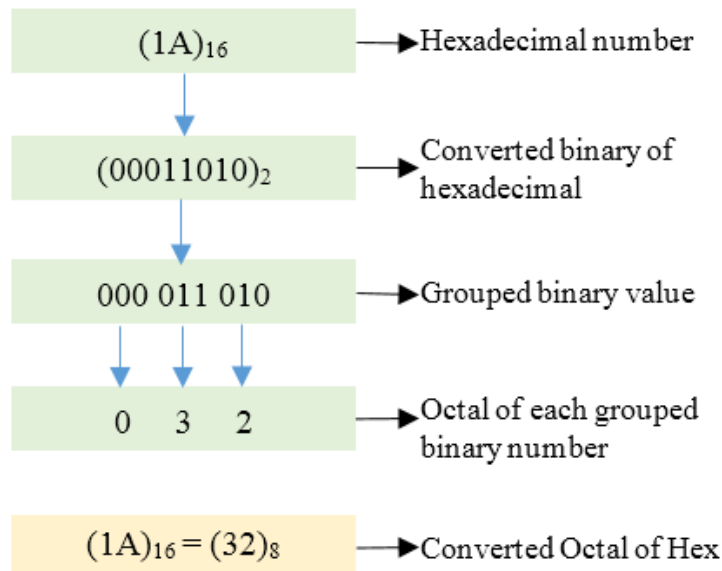 (1A)₁₆
Hexadecimal number
(00011010)₂
Converted binary of
hexadecimal
000 011 010
Grouped binary value
0 3 2
Octal of each grouped
binary number
(1A)₁₆ = (32)₈
Converted Octal of Hex